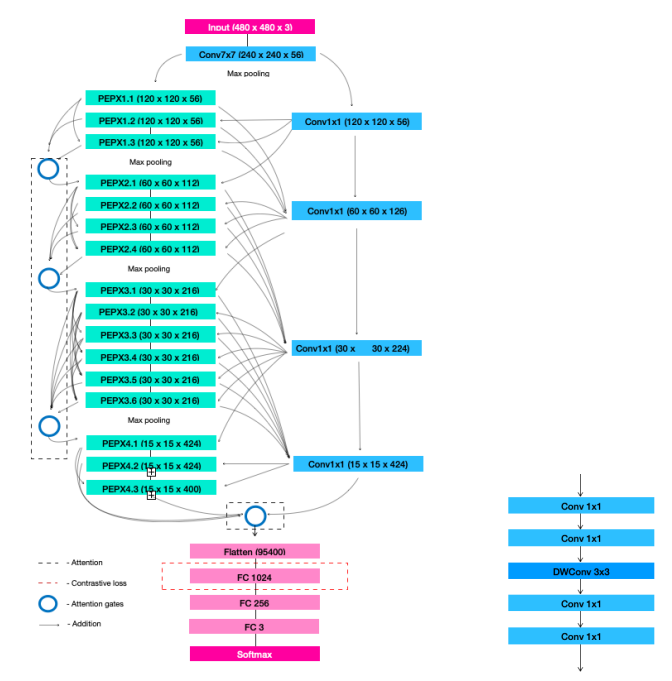 Input (480 x 480 x 3)
Conv7x7 (240 x 240 x 56)
Max pooling
PEPX1.1 (120 x 120 x 56)
PEPX1.2 (120 x 120 x 56)
Conv1x1 (120 x 120 x 56)
PEPX1.3 (120 x 120 x 56)
Max pooling
PEPX2.1 (60 x 60 x 112)
PEPX2.2 (60 x 60 x 112)
Conv1x1 (60 x 60 x 126)
PEPX2.3 (60 x 60 x 112)
PEPX2.4 (60 x 60 x 112)
Max pooling
PEPX3.1 (30 x 30 x 216)
PEPX3.2 (30 x 30 x 216)
PEPX3.3 (30 x 30 x 216)
Conv1x1 (30 x 30 x 224)
PEPX3.4 (30 x 30 x 216)
PEPX3.5 (30 x 30 x 216)
PEPX3.6 (30 x 30 x 216)
Max pooling
PEPX4.1 (15 x 15 x 424)
PEPX4.2 (15 x 15 x 424)
Conv1x1 (15 x 15 x 424)
PEPX4.3 (15 x 15 x 400)
Flatten (95400)
FC 1024
FC 256
FC 3
Softmax
- Attention
- Contrastive loss
- Attention gates
- Addition
Conv 1x1
Conv 1x1
DWConv 3x3
Conv 1x1
Conv 1x1